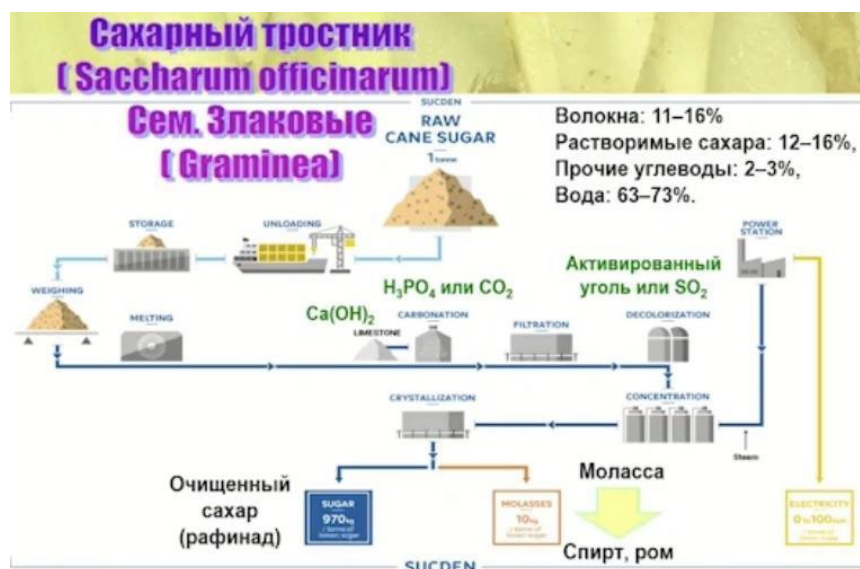 Сахарный тростник
( Saccharum officinarum)
Сем. Злаковые
( Graminea)
SUCDEN
RAW
CANE SUGAR
1 tonne
Волокна: 11–16%
Растворимые сахара: 12–16%,
Прочие углеводы: 2–3%,
Вода: 63–73%.
STORAGE
UNLOADING
POWER
STATION
WEIGHING
MELTING
H₃PO₄ или CO₂
Ca(OH)₂
Активированный
уголь или SO₂
LIMESTONE
CARBONATION
FILTRATION
DECOLORIZATION
CRYSTALLIZATION
CONCENTRATION
Steam
Очищенный
сахар
(рафинад)
SUGAR
970kg
MOLASSES
10kg
Моласса
Спирт, ром
ELECTRICITY
SUCDEN